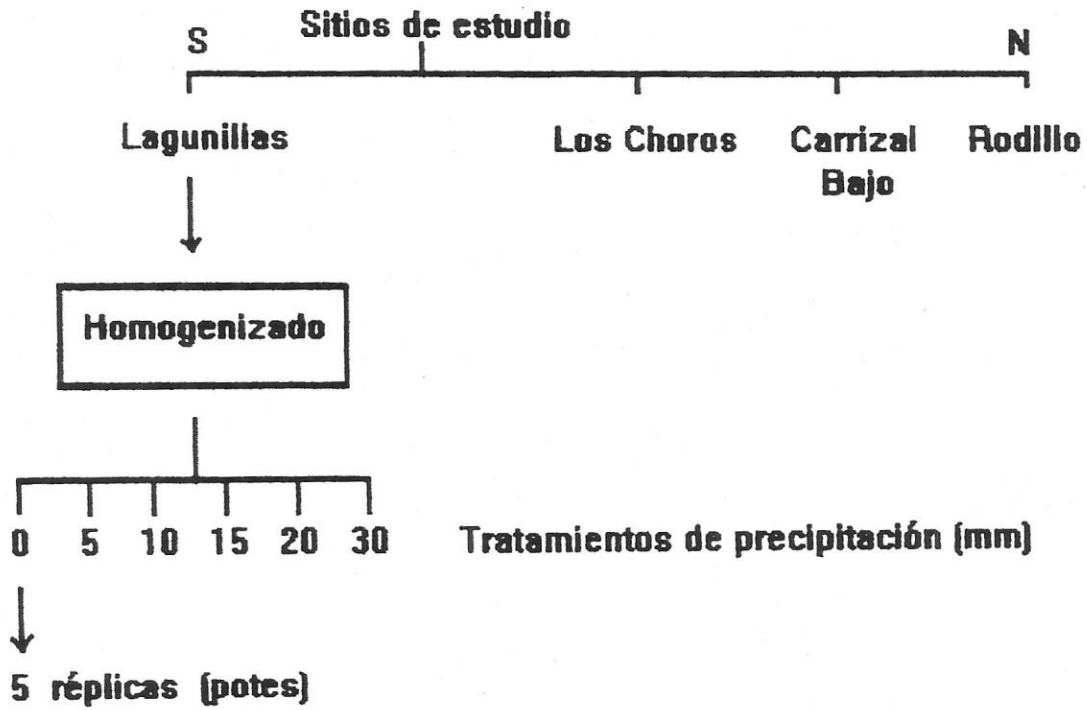 Sitios de estudio
S N
Lagunillas Los Choros Carrizal Rodillo
Bajo
Homogenizado
0 5 10 15 20 30 Tratamientos de precipitación (mm)
5 réplicas (potes)